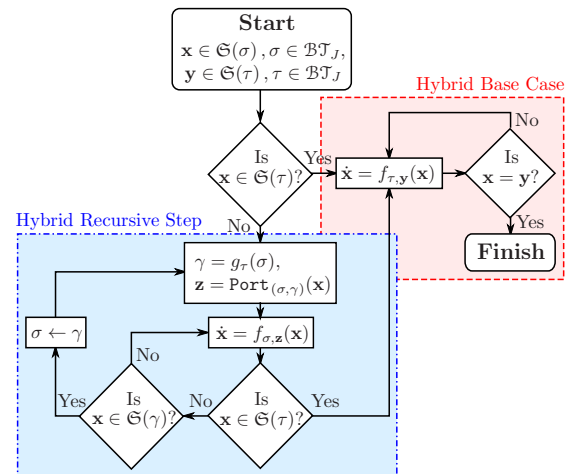 Start
𝐱 ∈ 𝔖(σ) , σ ∈ ℬ𝒯_J,
𝐲 ∈ 𝔖(τ) , τ ∈ ℬ𝒯_J
Hybrid Base Case
No
Is
𝐱 ∈ 𝔖(τ)?
Yes
ẋ = f_{τ,𝐲}(𝐱)
Is
𝐱 = 𝐲?
No
Yes
Finish
Hybrid Recursive Step
γ = g_τ(σ),
𝐳 = Port_{(σ,γ)}(𝐱)
σ ← γ
ẋ = f_{σ,𝐳}(𝐱)
No
Yes
Is
𝐱 ∈ 𝔖(γ)?
No
Is
𝐱 ∈ 𝔖(τ)?
Yes